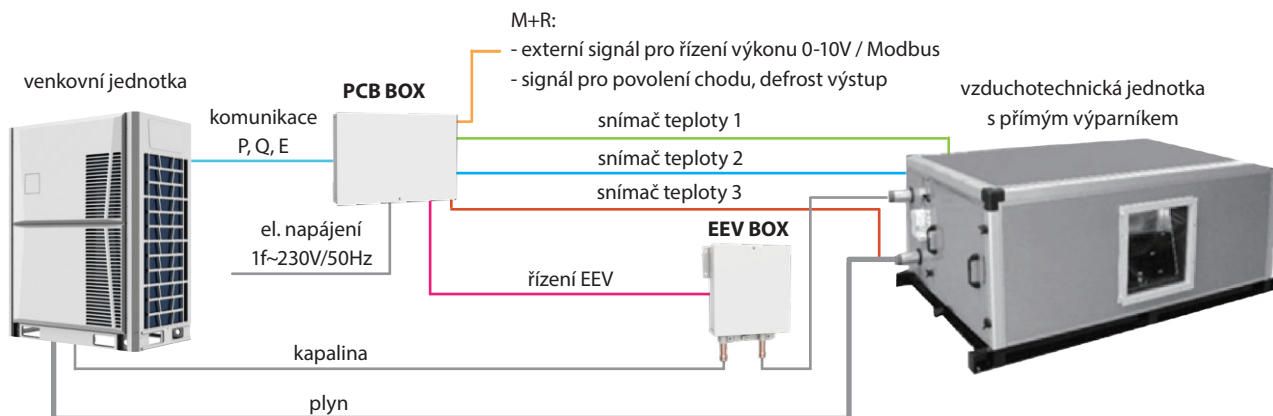 M+R:
- externí signál pro řízení výkonu 0-10V / Modbus
- signál pro povolení chodu, defrost výstup
venkovní jednotka
PCB BOX
vzduchotechnická jednotka
s přímým výparníkem
komunikace
P, Q, E
snímač teploty 1
snímač teploty 2
snímač teploty 3
el. napájení
1f~230V/50Hz
EEV BOX
řízení EEV
kapalina
plyn